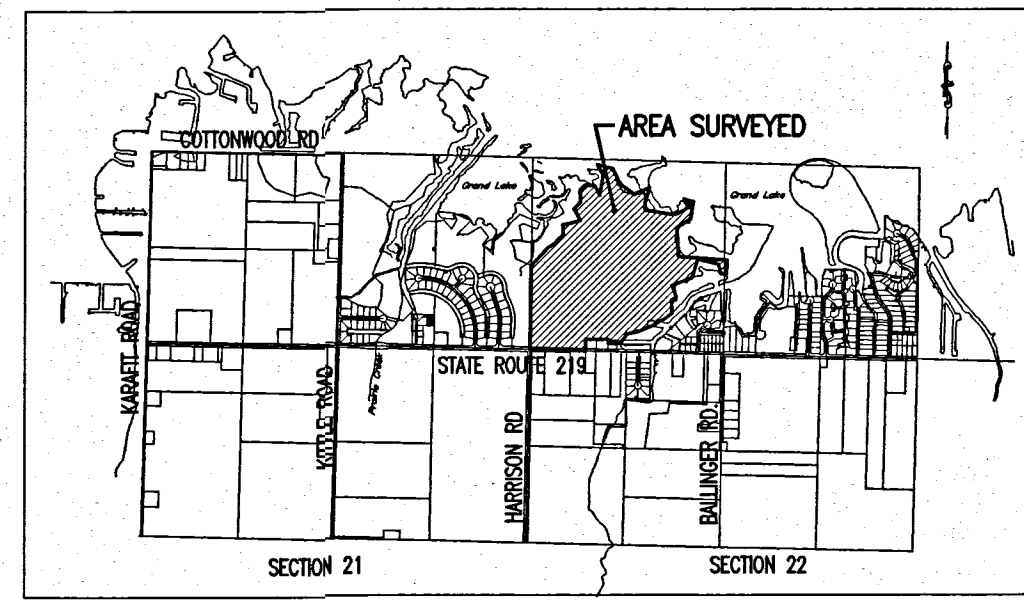 AREA SURVEYED
COTTONWOOD RD
Grand Lake
Grand Lake
KARAFIT ROAD
STATE ROUTE 219
Prairie Creek
KITTLE ROAD
HARRISON RD
BALLINGER RD.
SECTION 21
SECTION 22